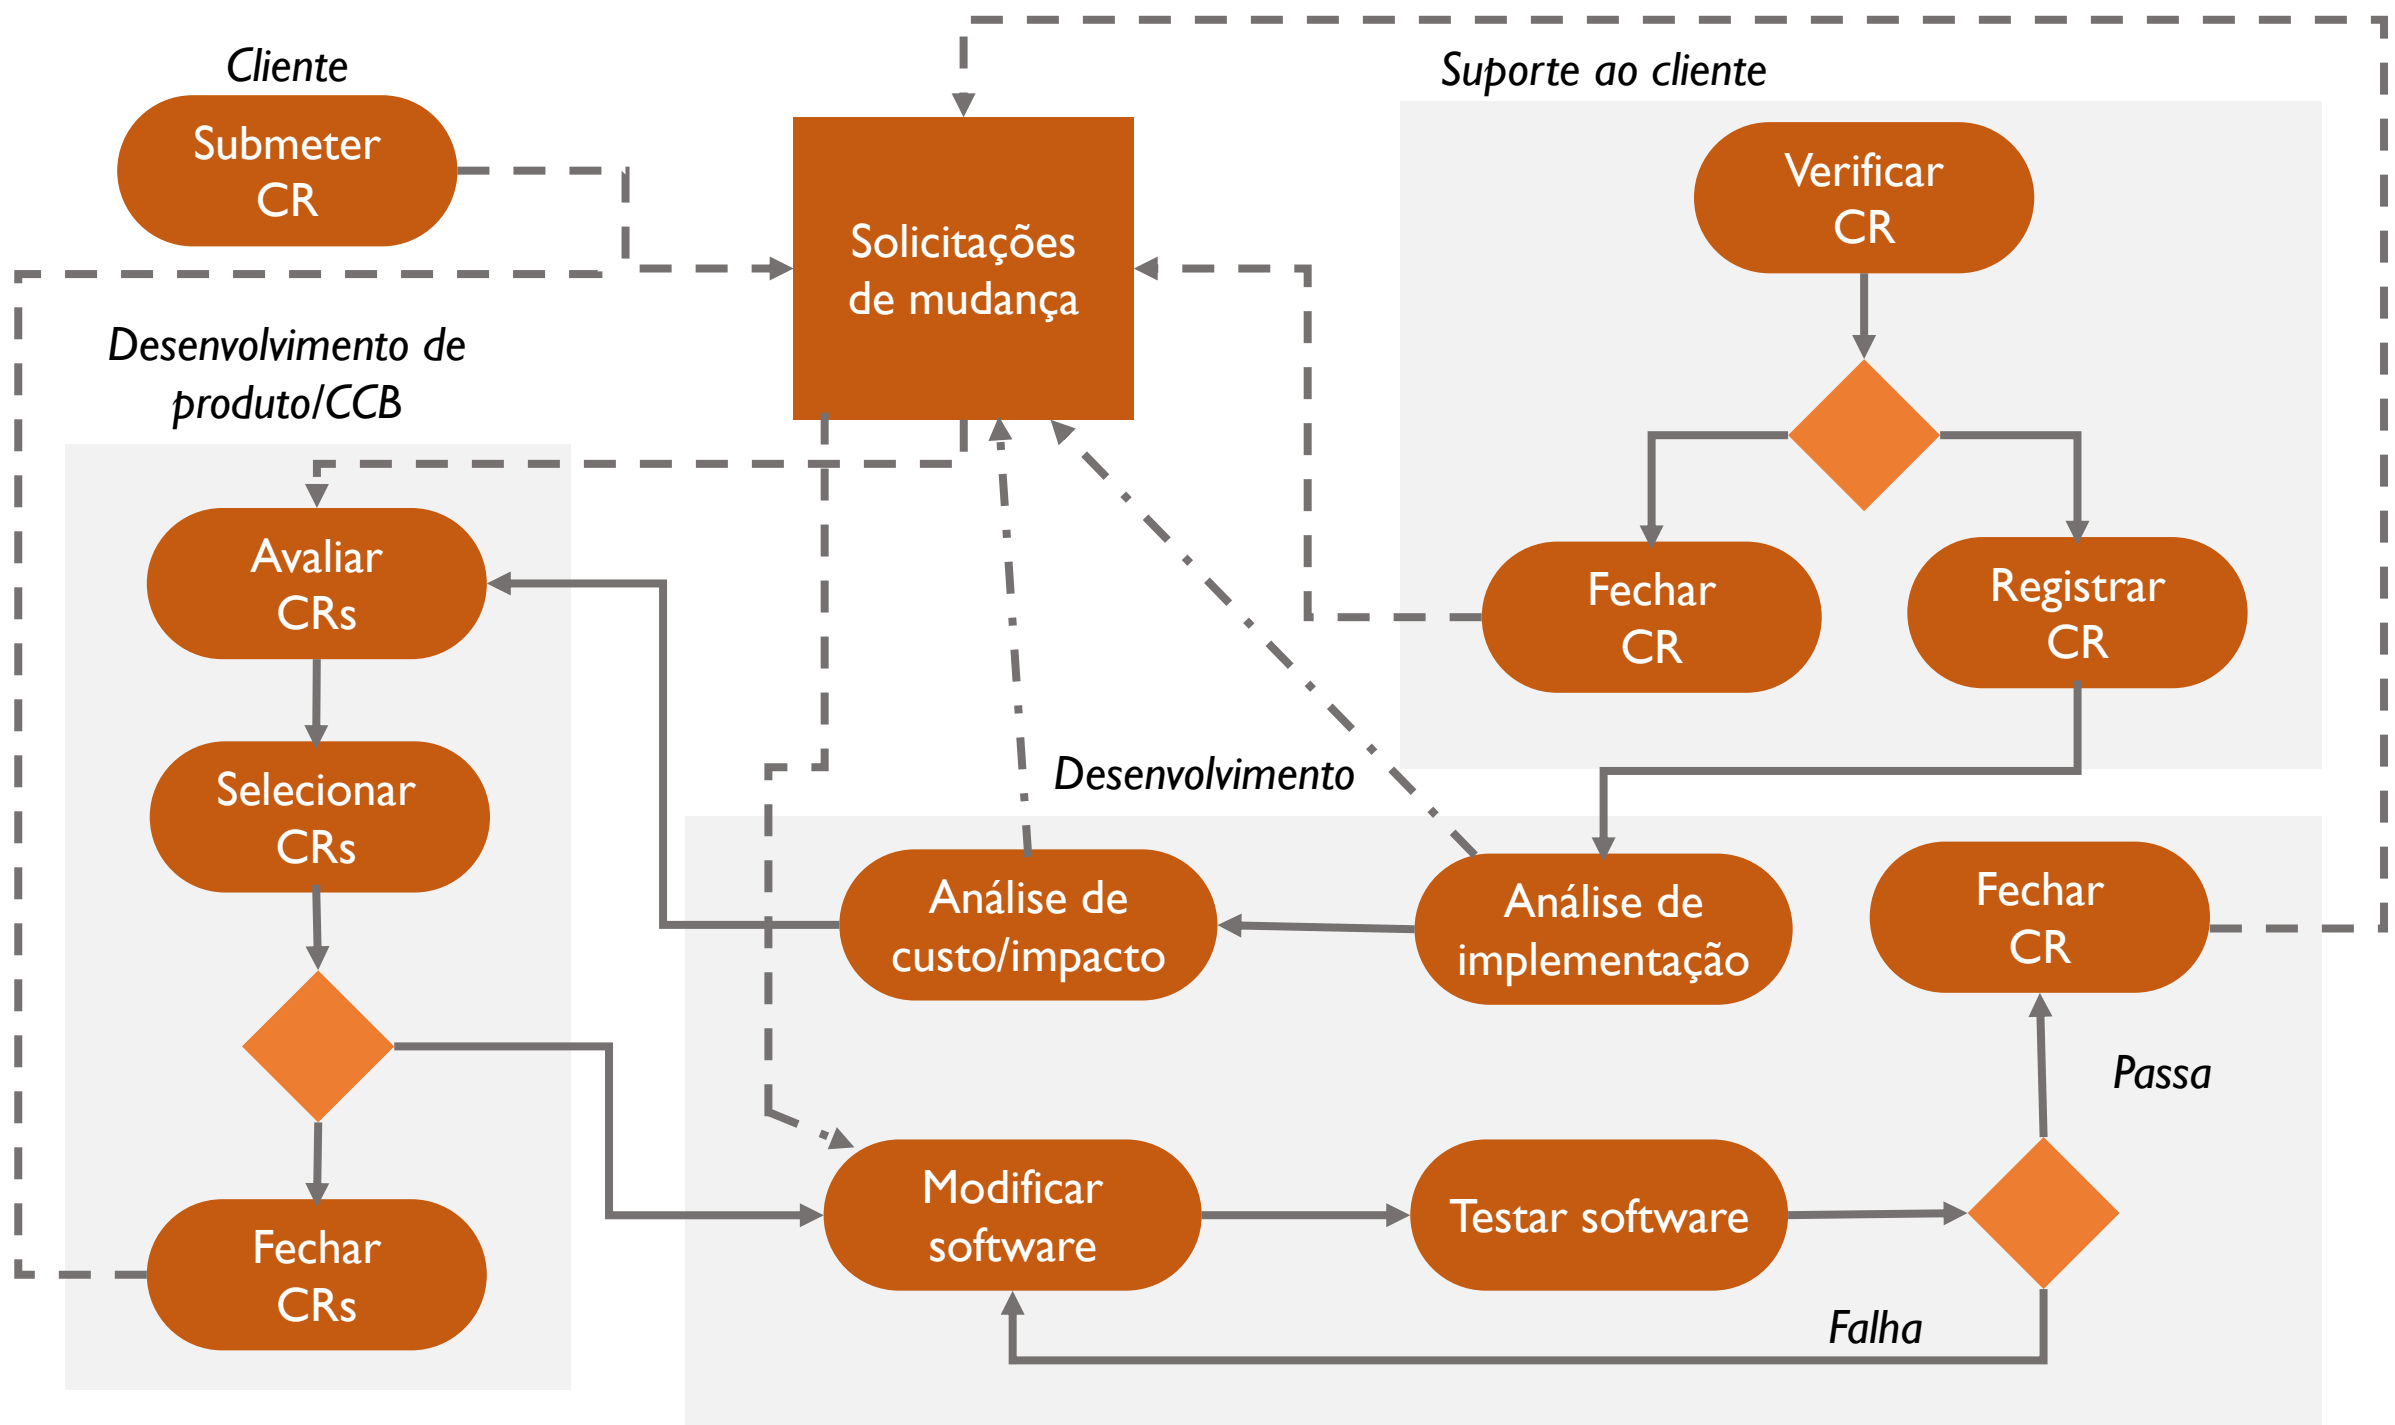 Cliente
Submeter
CR
Solicitações
de mudança
Suporte ao cliente
Verificar
CR
Fechar
CR
Registrar
CR
Desenvolvimento de
produto/CCB
Avaliar
CRs
Selecionar
CRs
Fechar
CRs
Desenvolvimento
Análise de
custo/impacto
Análise de
implementação
Fechar
CR
Passa
Modificar
software
Testar software
Falha